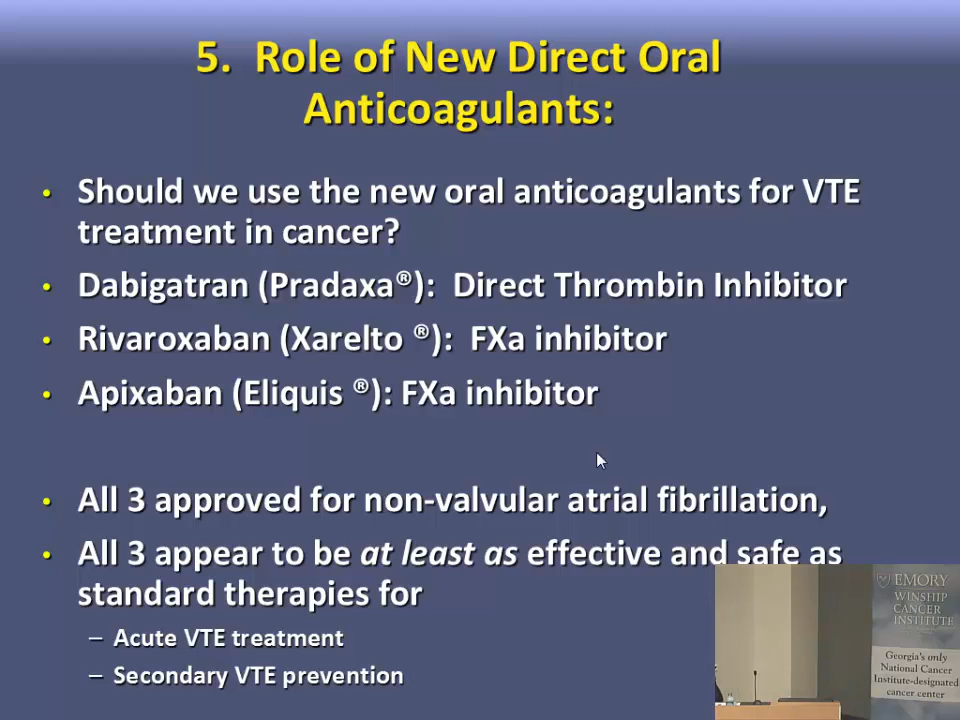 5. Role of New Direct Oral
Anticoagulants:
• Should we use the new oral anticoagulants for VTE
treatment in cancer?
• Dabigatran (Pradaxa®): Direct Thrombin Inhibitor
• Rivaroxaban (Xarelto ®): FXa inhibitor
• Apixaban (Eliquis ®): FXa inhibitor
• All 3 approved for non-valvular atrial fibrillation,
• All 3 appear to be at least as effective and safe as
standard therapies for
– Acute VTE treatment
– Secondary VTE prevention
EMORY
WINSHIP
CANCER
INSTITUTE
Georgia's only
National Cancer
Institute-designated
cancer center